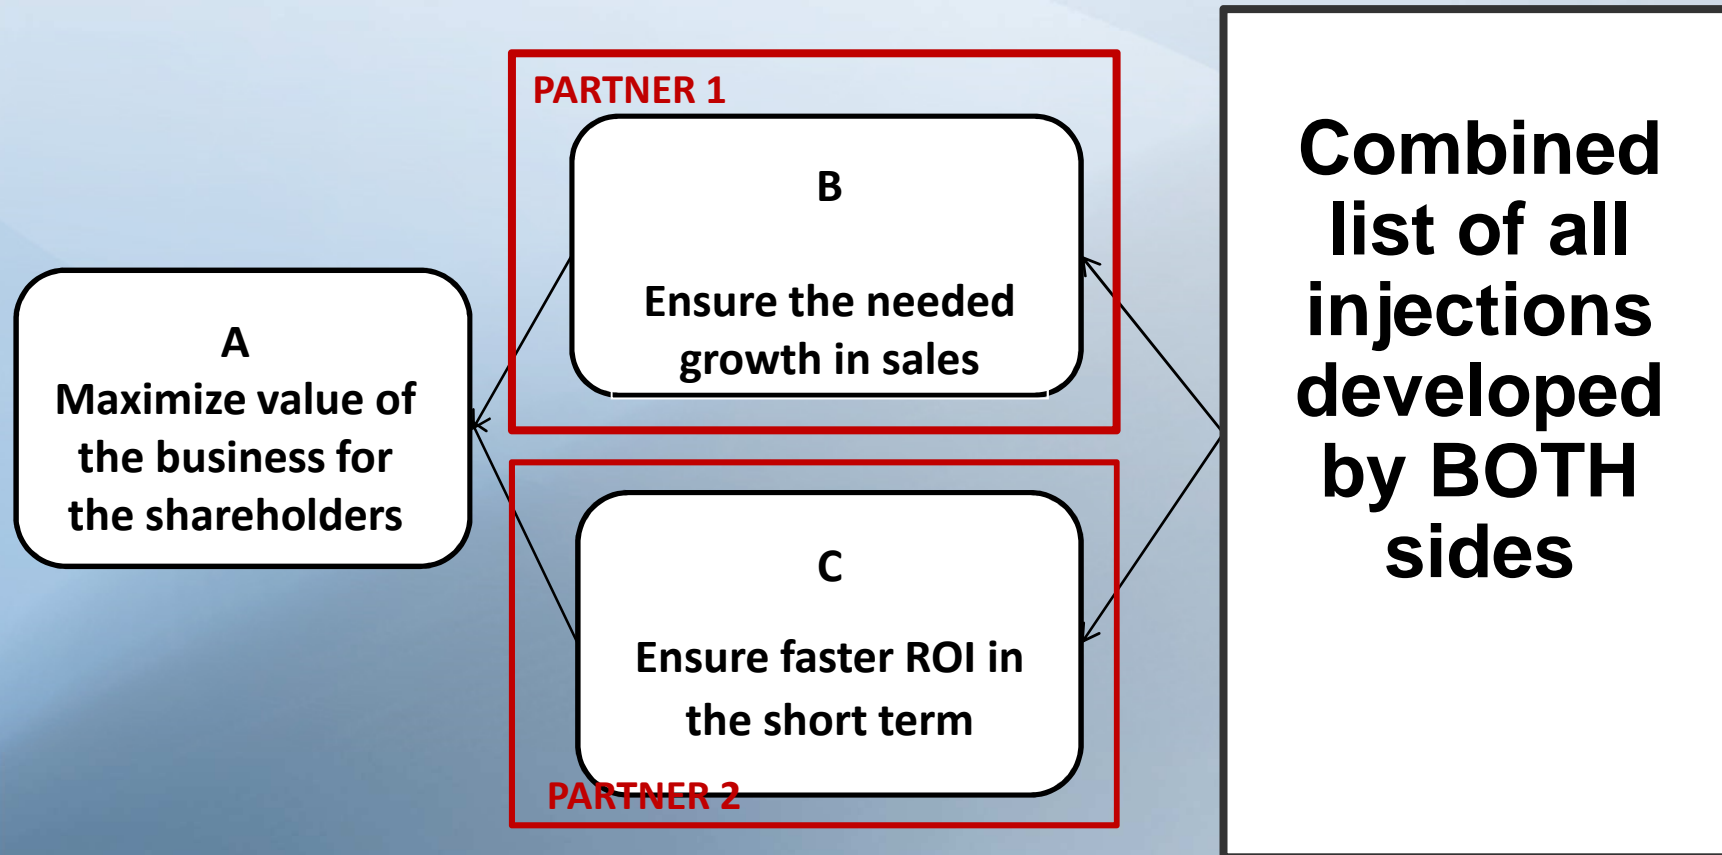 PARTNER 1
B
Ensure the needed
growth in sales
A
Maximize value of
the business for
the shareholders
C
Ensure faster ROI in
the short term
PARTNER 2
Combined
list of all
injections
developed
by BOTH
sides